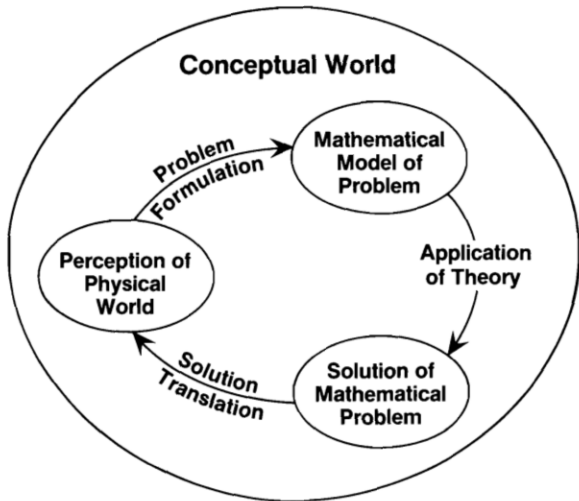 Conceptual World
Problem
Formulation
Mathematical
Model of
Problem
Application
of Theory
Perception of
Physical
World
Solution
Translation
Solution of
Mathematical
Problem